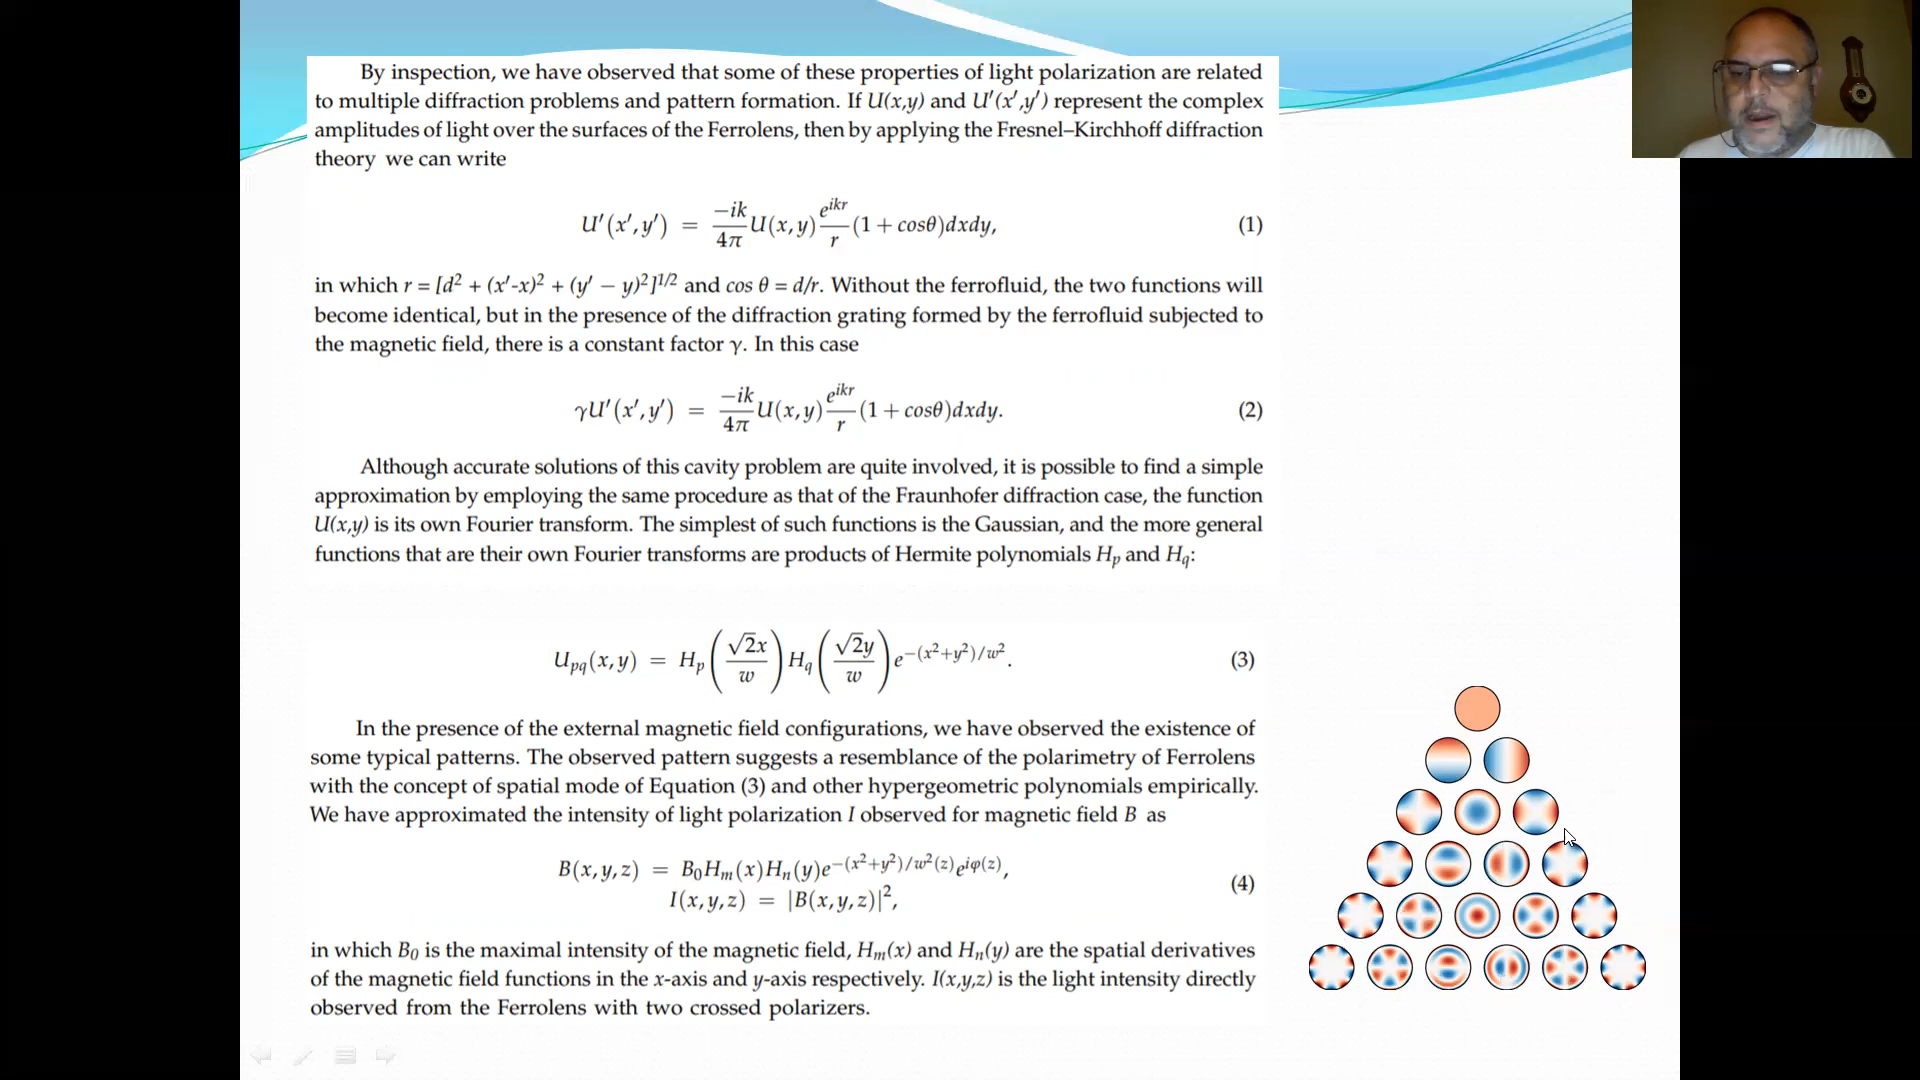 By inspection, we have observed that some of these properties of light polarization are related
to multiple diffraction problems and pattern formation. If U(x,y) and U′(x′,y′) represent the complex
amplitudes of light over the surfaces of the Ferrolens, then by applying the Fresnel–Kirchhoff diffraction
theory we can write
U′(x′,y′) = \frac{−ik}{4π} U(x,y) \frac{e^{ikr}}{r} (1 + cosθ)dxdy, (1)
in which r = [d² + (x′-x)² + (y′ − y)²]^{1/2} and cos θ = d/r. Without the ferrofluid, the two functions will
become identical, but in the presence of the diffraction grating formed by the ferrofluid subjected to
the magnetic field, there is a constant factor γ. In this case
γU′(x′,y′) = \frac{−ik}{4π} U(x,y) \frac{e^{ikr}}{r} (1 + cosθ)dxdy. (2)
Although accurate solutions of this cavity problem are quite involved, it is possible to find a simple
approximation by employing the same procedure as that of the Fraunhofer diffraction case, the function
U(x,y) is its own Fourier transform. The simplest of such functions is the Gaussian, and the more general
functions that are their own Fourier transforms are products of Hermite polynomials H_p and H_q:
U_{pq}(x,y) = H_p(\frac{√2x}{w}) H_q(\frac{√2y}{w}) e^{−(x²+y²)/w²}. (3)
In the presence of the external magnetic field configurations, we have observed the existence of
some typical patterns. The observed pattern suggests a resemblance of the polarimetry of Ferrolens
with the concept of spatial mode of Equation (3) and other hypergeometric polynomials empirically.
We have approximated the intensity of light polarization I observed for magnetic field B as
B(x,y,z) = B₀H_m(x)H_n(y)e^{−(x²+y²)/w²(z)}e^{iφ(z)},
I(x,y,z) = |B(x,y,z)|², (4)
in which B₀ is the maximal intensity of the magnetic field, H_m(x) and H_n(y) are the spatial derivatives
of the magnetic field functions in the x-axis and y-axis respectively. I(x,y,z) is the light intensity directly
observed from the Ferrolens with two crossed polarizers.